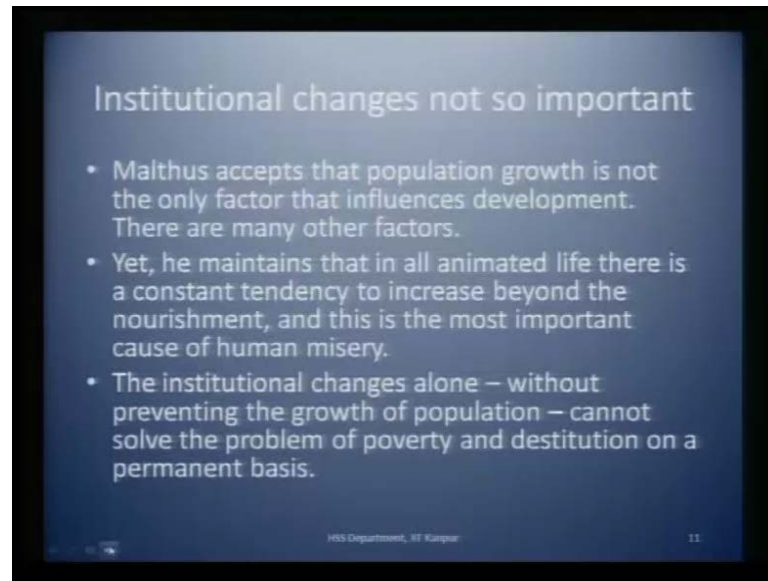 Institutional changes not so important
• Malthus accepts that population growth is not
the only factor that influences development.
There are many other factors.
• Yet, he maintains that in all animated life there is
a constant tendency to increase beyond the
nourishment, and this is the most important
cause of human misery.
• The institutional changes alone – without
preventing the growth of population – cannot
solve the problem of poverty and destitution on a
permanent basis.
HSS Department, IIT Kanpur
11